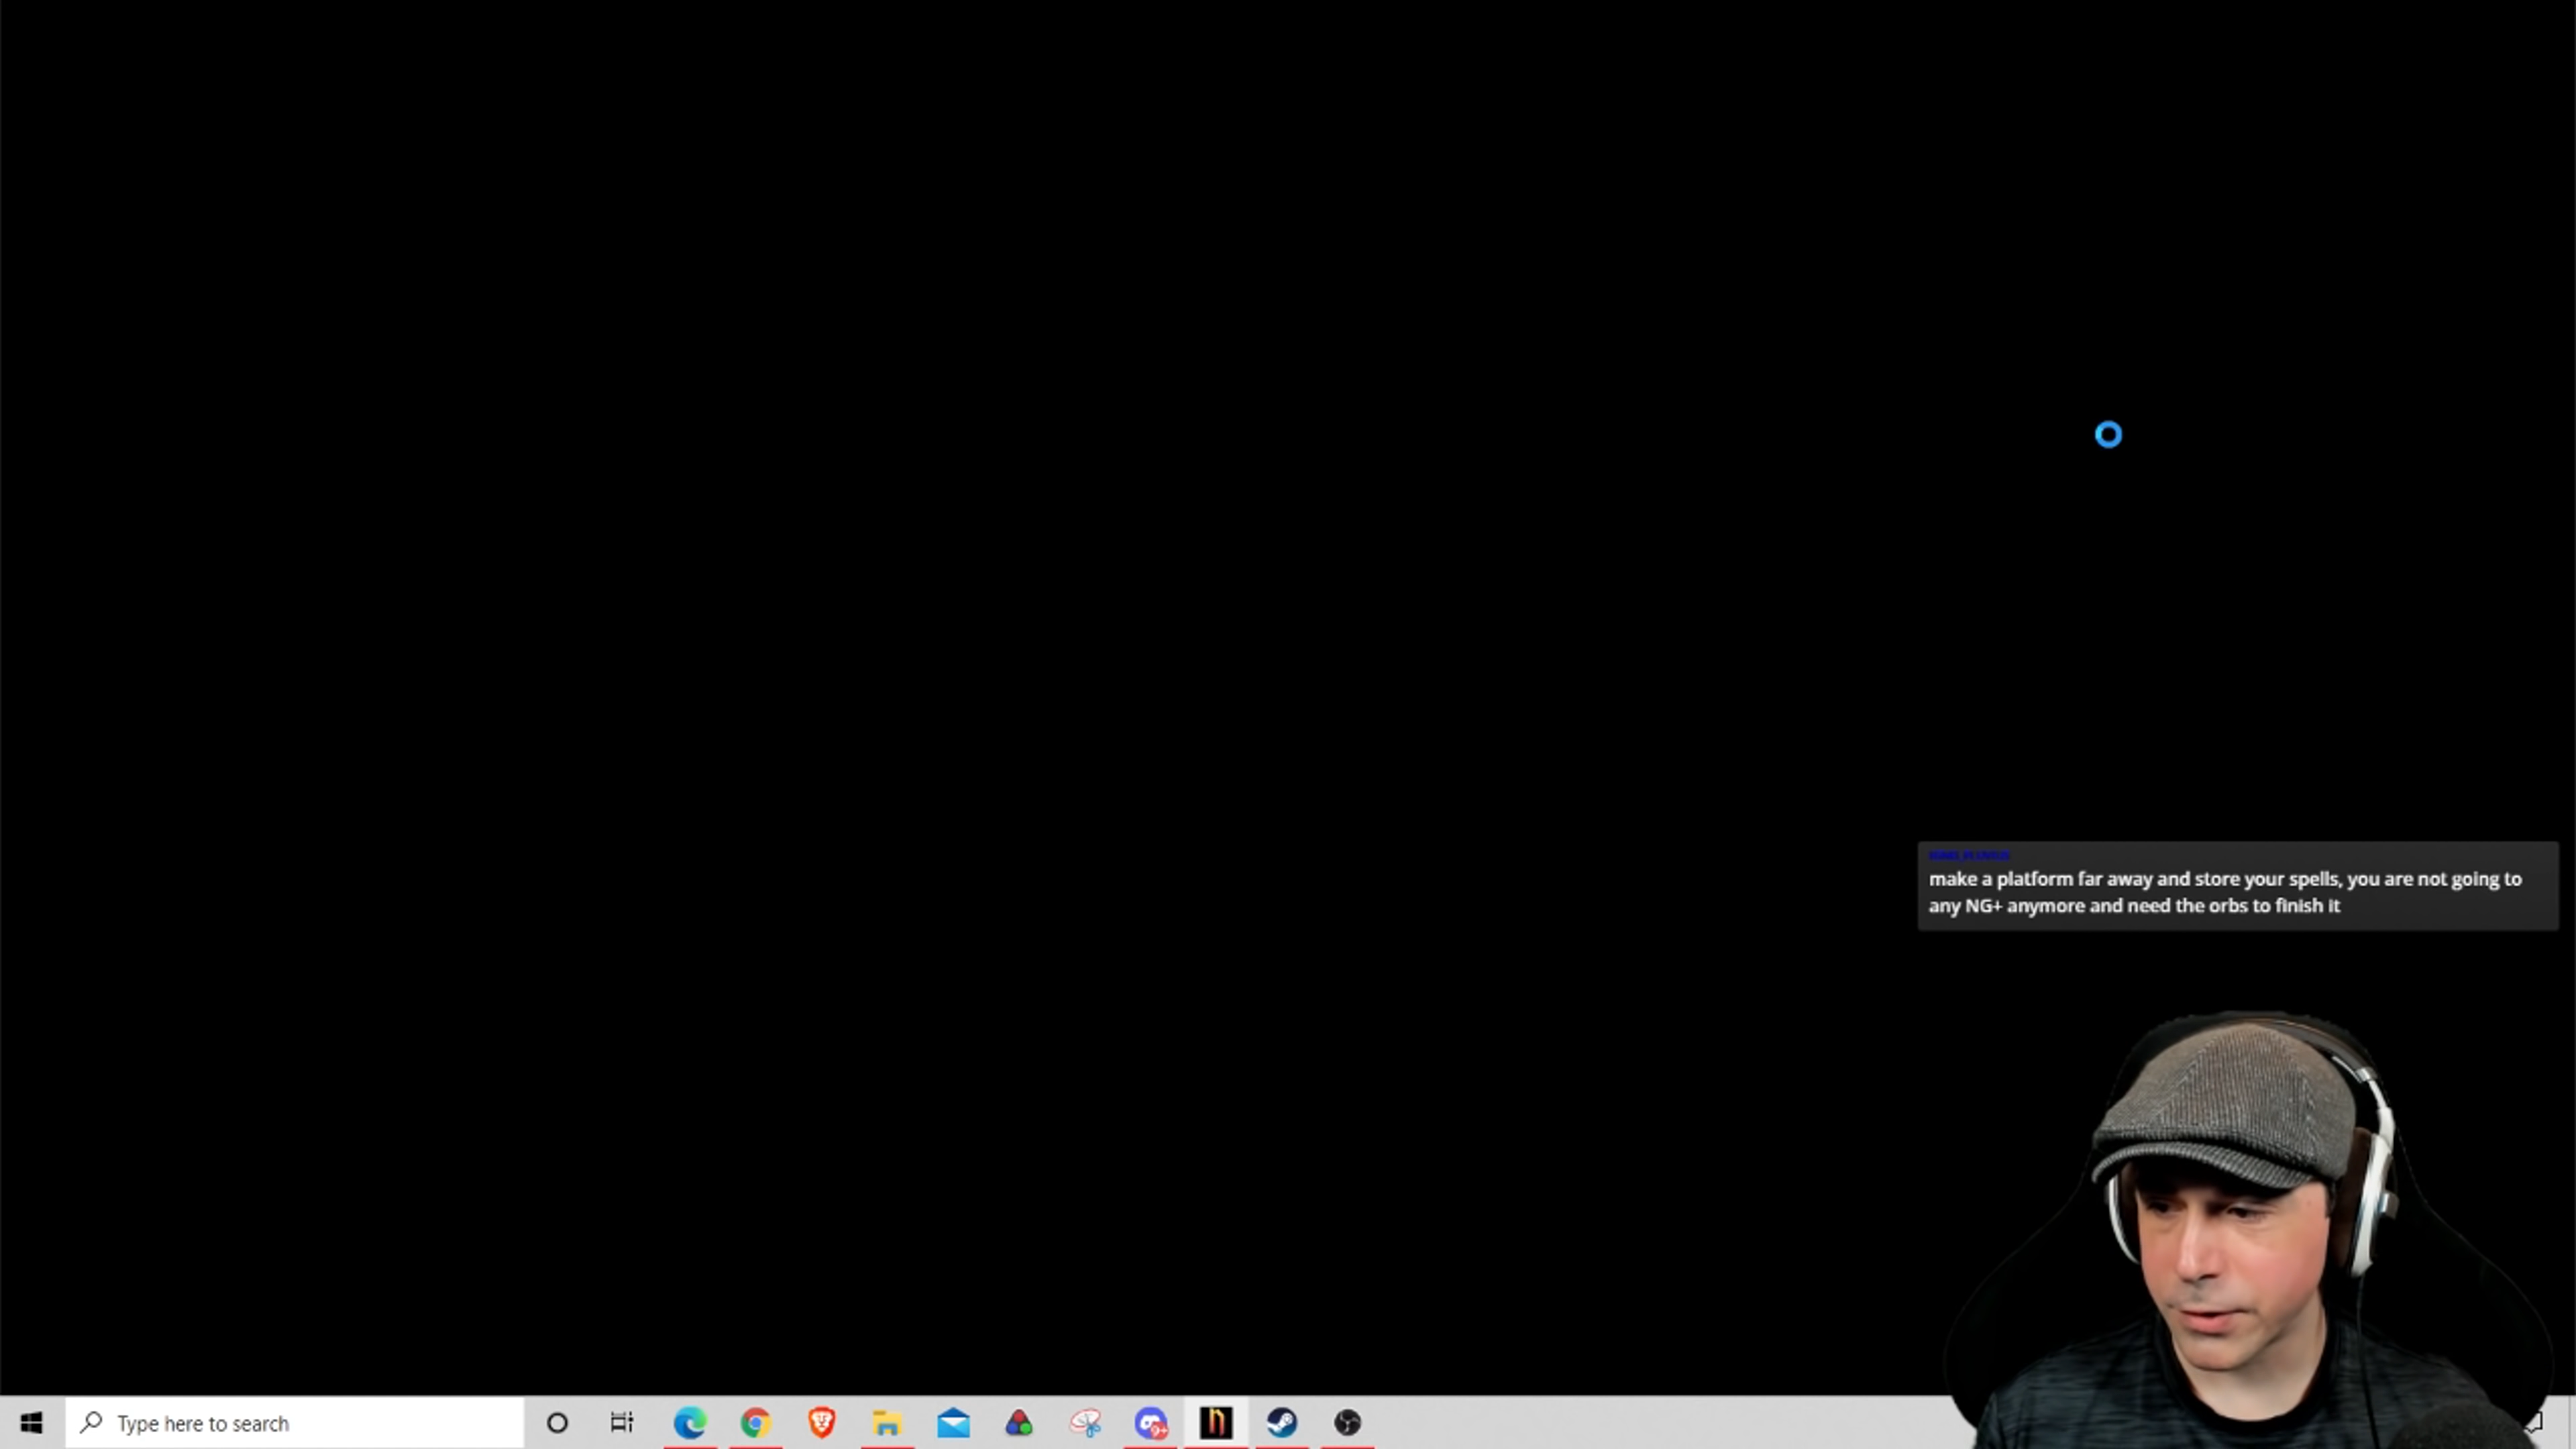 make a platform far away and store your spells, you are not going to
any NG+ anymore and need the orbs to finish it
Type here to search
9+